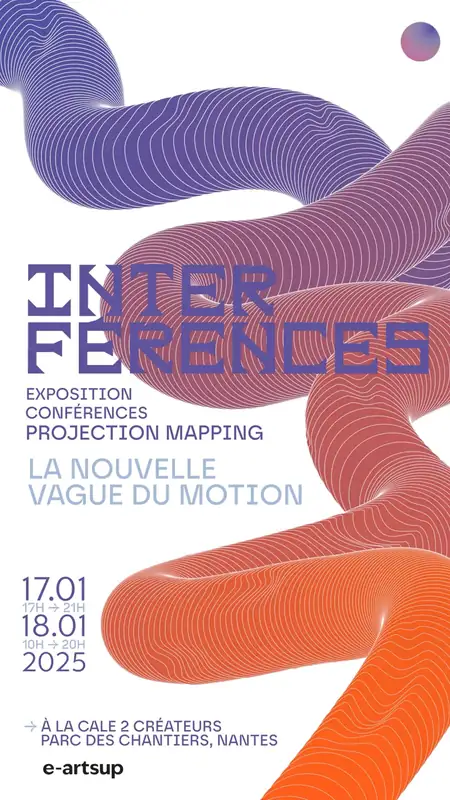 INTER
FÉRENCES
EXPOSITION
CONFÉRENCES
PROJECTION MAPPING
LA NOUVELLE
VAGUE DU MOTION
17.01
17H → 21H
18.01
10H → 20H
2025
→ À LA CALE 2 CRÉATEURS
PARC DES CHANTIERS, NANTES
e-artsup